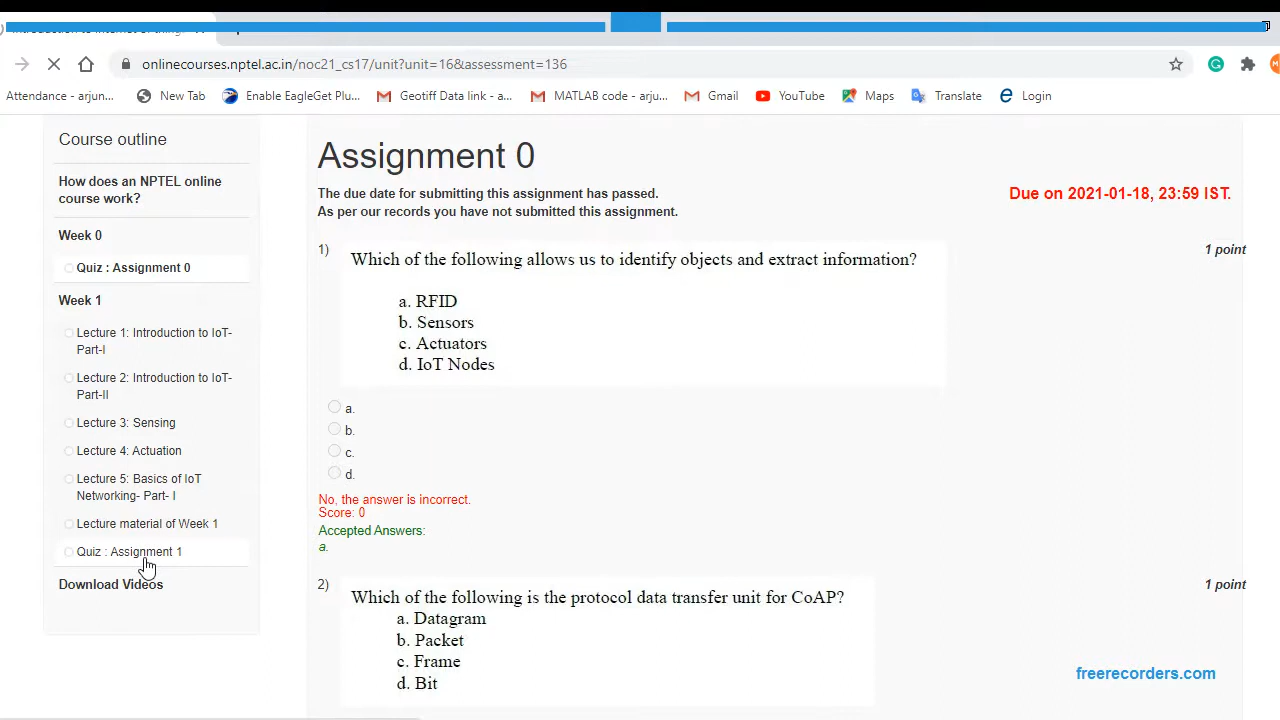 onlinecourses.nptel.ac.in/noc21_cs17/unit?unit=16&assessment=136
Attendance - arjun... New Tab Enable EagleGet Plu... Geotiff Data link - a... MATLAB code - arju... Gmail YouTube Maps Translate Login
Course outline
How does an NPTEL online
course work?
Week 0
Quiz : Assignment 0
Week 1
Lecture 1: Introduction to IoT-
Part-I
Lecture 2: Introduction to IoT-
Part-II
Lecture 3: Sensing
Lecture 4: Actuation
Lecture 5: Basics of IoT
Networking- Part- I
Lecture material of Week 1
Quiz : Assignment 1
Download Videos
Assignment 0
The due date for submitting this assignment has passed.
As per our records you have not submitted this assignment.
Due on 2021-01-18, 23:59 IST.
1) Which of the following allows us to identify objects and extract information? 1 point
a. RFID
b. Sensors
c. Actuators
d. IoT Nodes
a.
b.
c.
d.
No, the answer is incorrect.
Score: 0
Accepted Answers:
a.
2) Which of the following is the protocol data transfer unit for CoAP? 1 point
a. Datagram
b. Packet
c. Frame
d. Bit
freerecorders.com